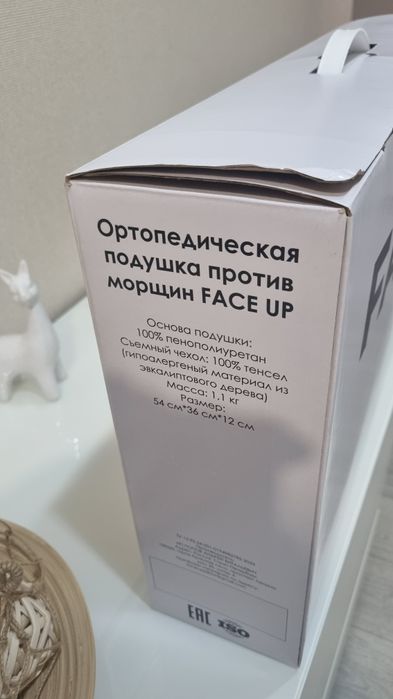 Ортопедическая
подушка против
морщин FACE UP
Основа подушки:
100% пенополиуретан
Съемный чехол: 100% тенсел
(гипоалергеный материал из
эвкалиптового дерева)
Масса: 1.1 кг
Размер:
54 см*36 см*12 см
EAC ISO